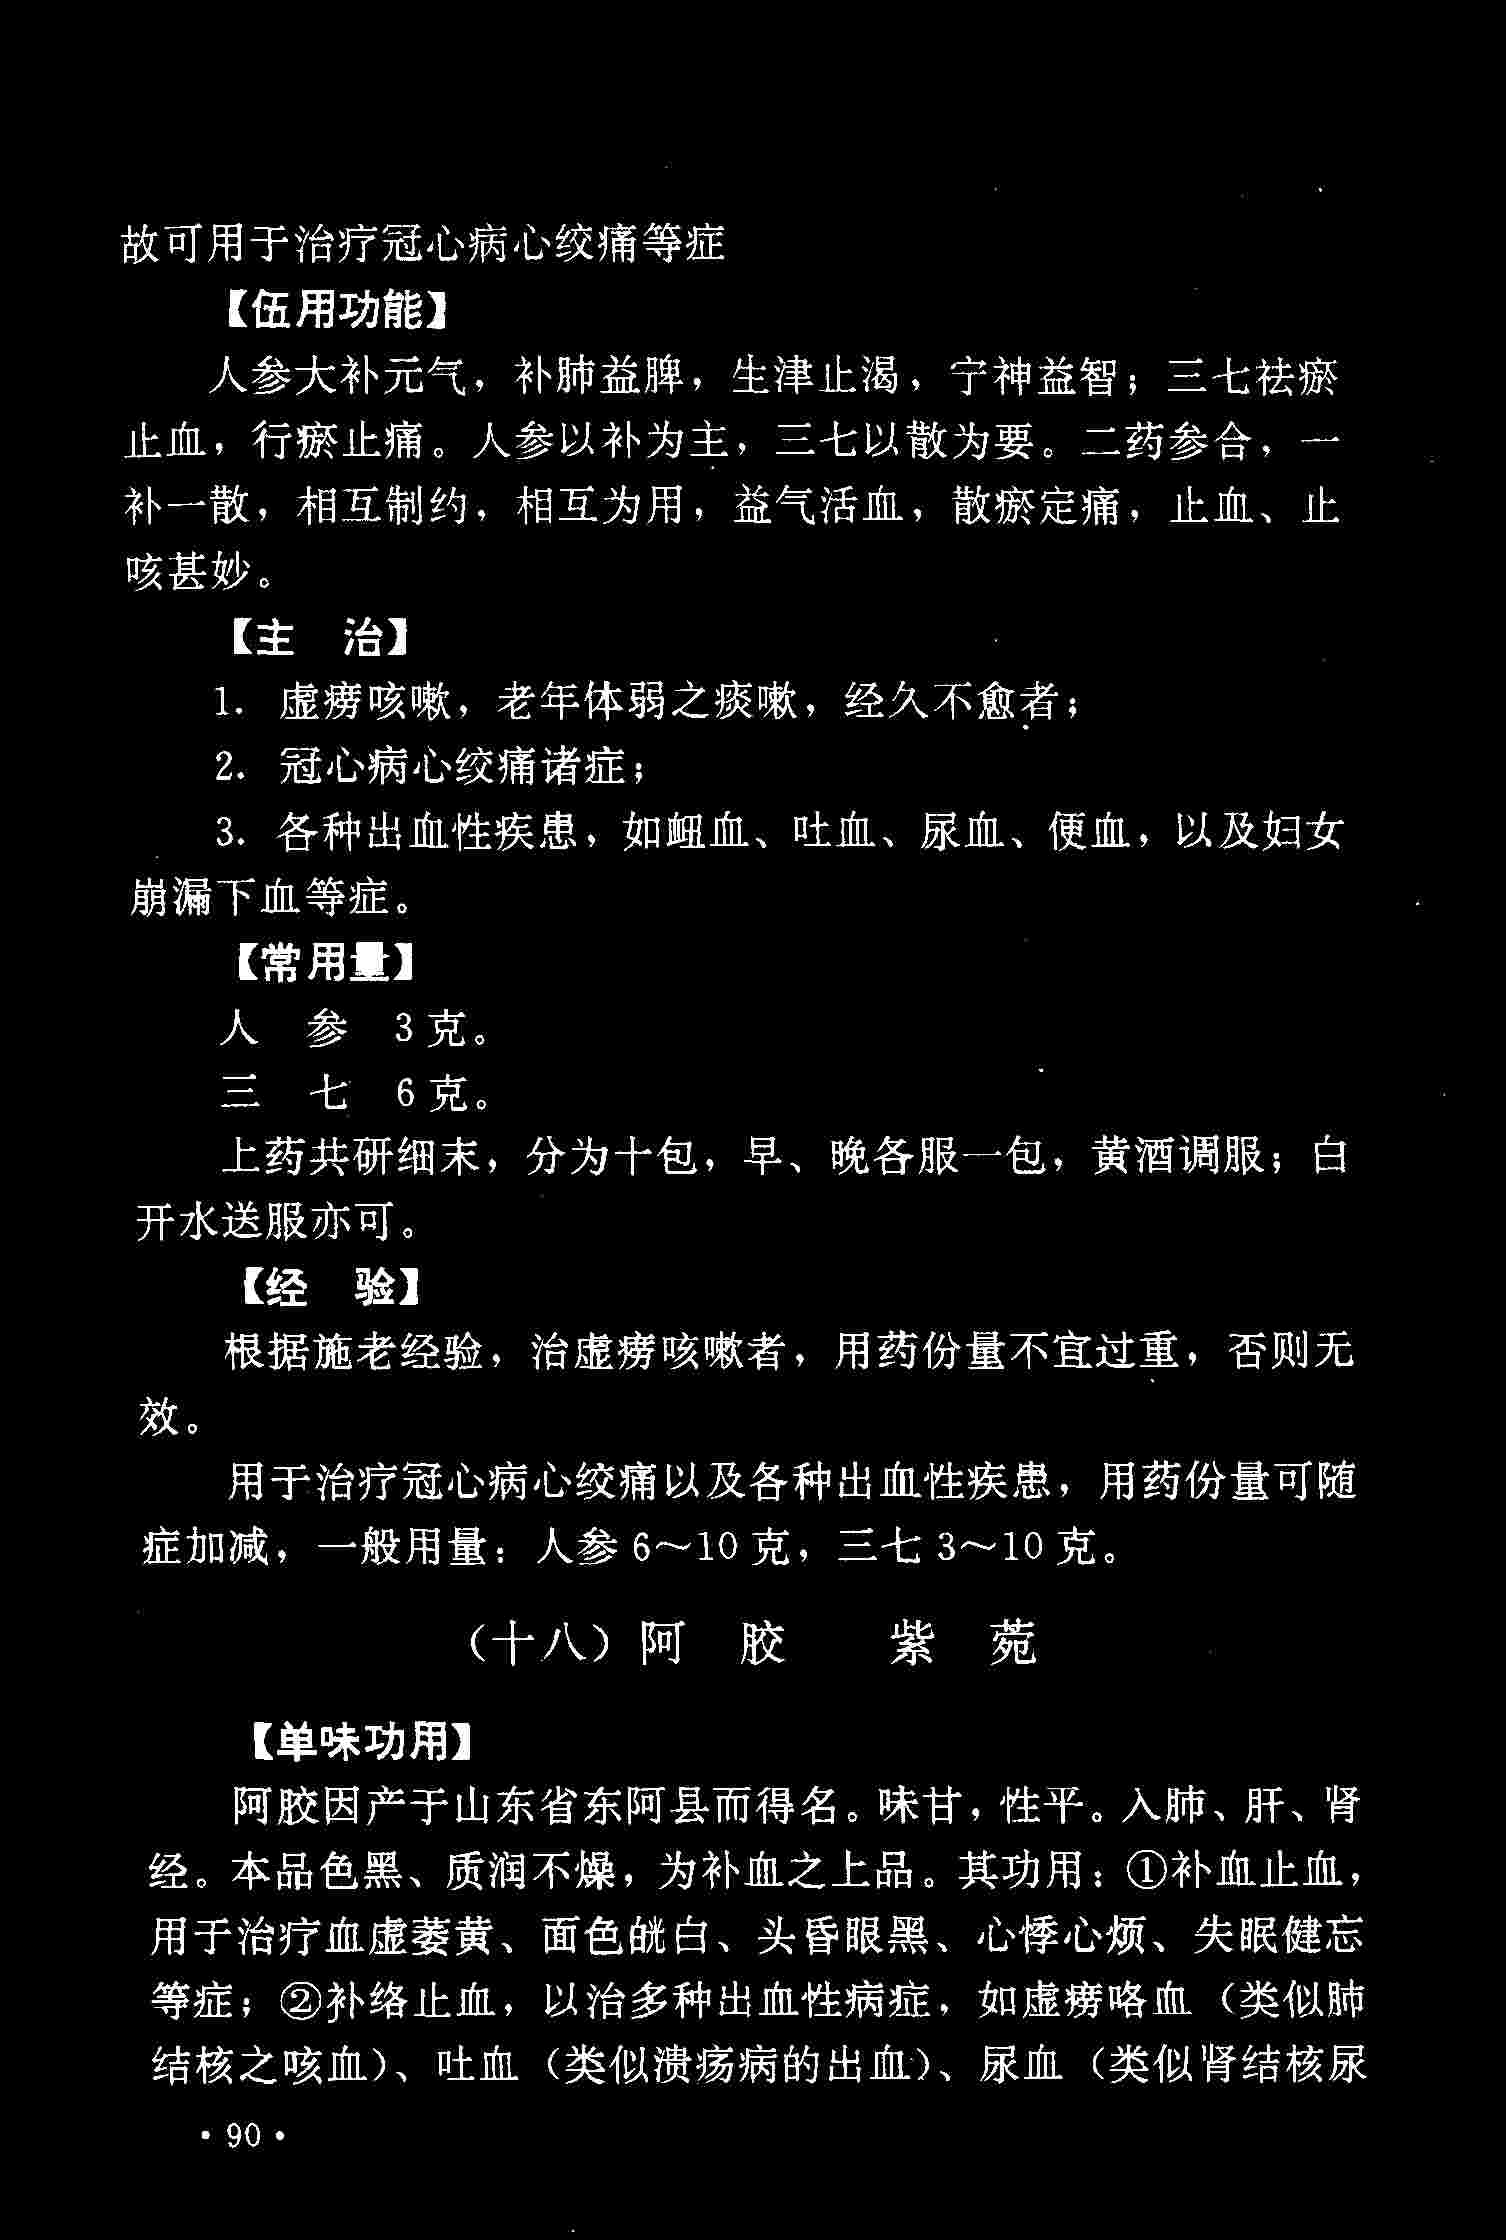 故可用于治疗冠心病心绞痛等症
【伍用功能】
人参大补元气，补肺益脾，生津止渴，宁神益智；三七祛瘀
止血，行瘀止痛。人参以补为主，三七以散为要。二药参合，一
补一散，相互制约，相互为用，益气活血，散瘀定痛，止血、止
咳甚妙。
【主　治】
1. 虚痨咳嗽，老年体弱之痰嗽，经久不愈者；
2. 冠心病心绞痛诸症；
3. 各种出血性疾患，如衄血、吐血、尿血、便血，以及妇女
崩漏下血等症。
【常用量】
人　参　3 克。
三　七　6 克。
上药共研细末，分为十包，早、晚各服一包，黄酒调服；白
开水送服亦可。
【经　验】
根据施老经验，治虚痨咳嗽者，用药份量不宜过重，否则无
效。
用于治疗冠心病心绞痛以及各种出血性疾患，用药份量可随
症加减，一般用量：人参 6～10 克，三七 3～10 克。
（十八）阿　胶　　紫　菀
【单味功用】
阿胶因产于山东省东阿县而得名。味甘，性平。入肺、肝、肾
经。本品色黑、质润不燥，为补血之上品。其功用：①补血止血，
用于治疗血虚萎黄、面色㿠白、头昏眼黑、心悸心烦、失眠健忘
等症；②补络止血，以治多种出血性病症，如虚痨咯血（类似肺
结核之咳血）、吐血（类似溃疡病的出血）、尿血（类似肾结核尿
·90·